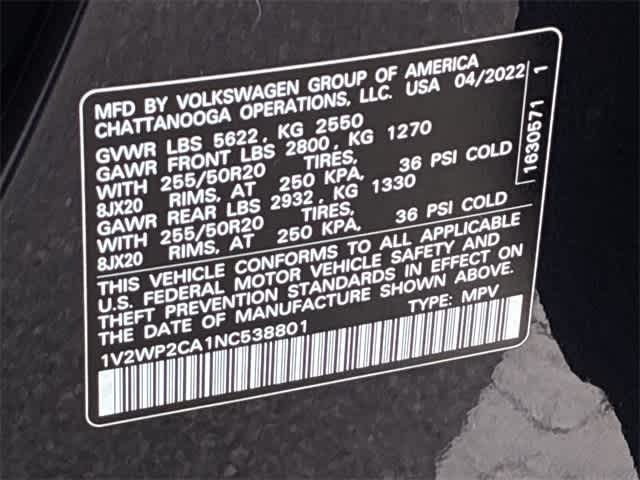 MFD BY VOLKSWAGEN GROUP OF AMERICA
CHATTANOOGA OPERATIONS, LLC. USA 04/2022
GVWR LBS 5622, KG 2550
GAWR FRONT LBS 2800, KG 1270
WITH 255/50R20 TIRES,
8JX20 RIMS, AT 250 KPA, 36 PSI COLD
GAWR REAR LBS 2932, KG 1330
WITH 255/50R20 TIRES,
8JX20 RIMS, AT 250 KPA, 36 PSI COLD
THIS VEHICLE CONFORMS TO ALL APPLICABLE
U.S. FEDERAL MOTOR VEHICLE SAFETY AND
THEFT PREVENTION STANDARDS IN EFFECT ON
DATE OF MANUFACTURE SHOWN ABOVE.
1V2WP2CA1NC538801 TYPE: MPV
1630571 1